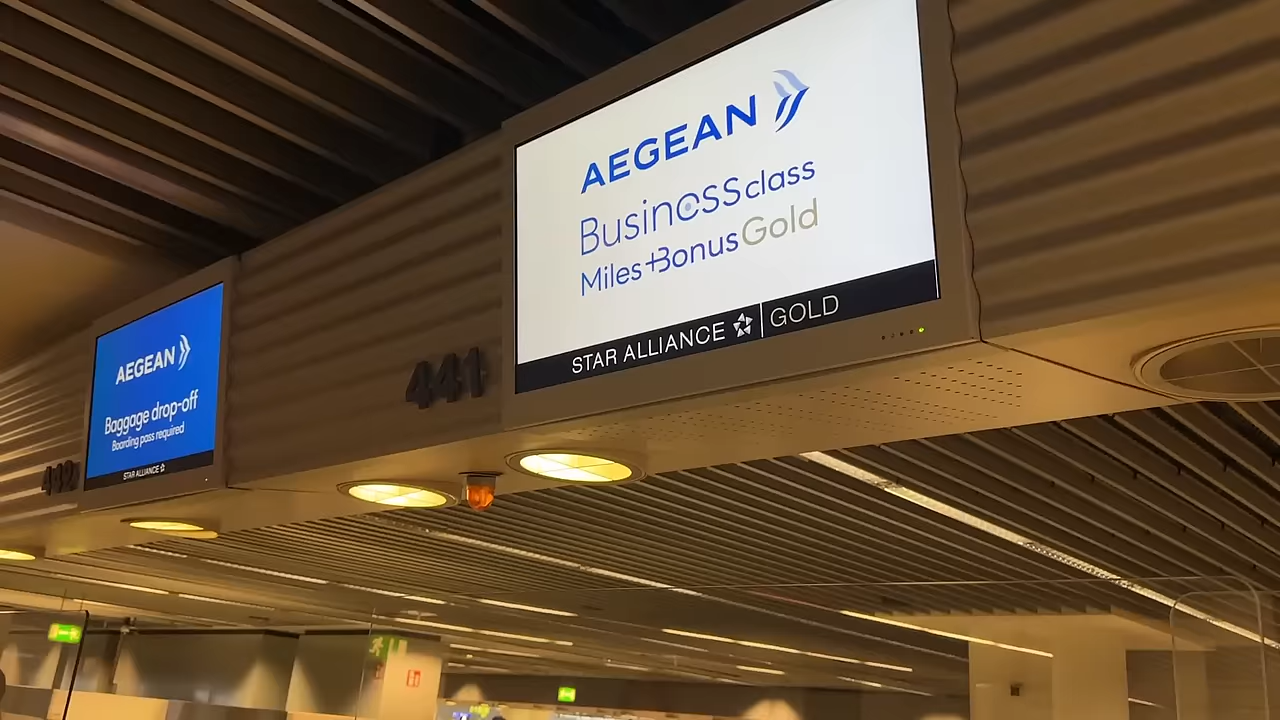 AEGEAN
Business class
Miles+Bonus Gold
STAR ALLIANCE | GOLD
441
AEGEAN
Baggage drop-off
Boarding pass required
STAR ALLIANCE
442